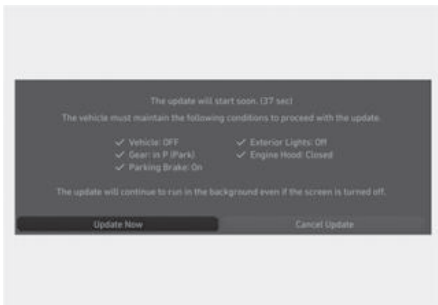 The update will start soon. (37 sec)
The vehicle must maintain the following conditions to proceed with the update.
✓ Vehicle: OFF ✓ Exterior Lights: Off
✓ Gear: in P (Park) ✓ Engine Hood: Closed
✓ Parking Brake: On
The update will continue to run in the background even if the screen is turned off.
Update Now Cancel Update